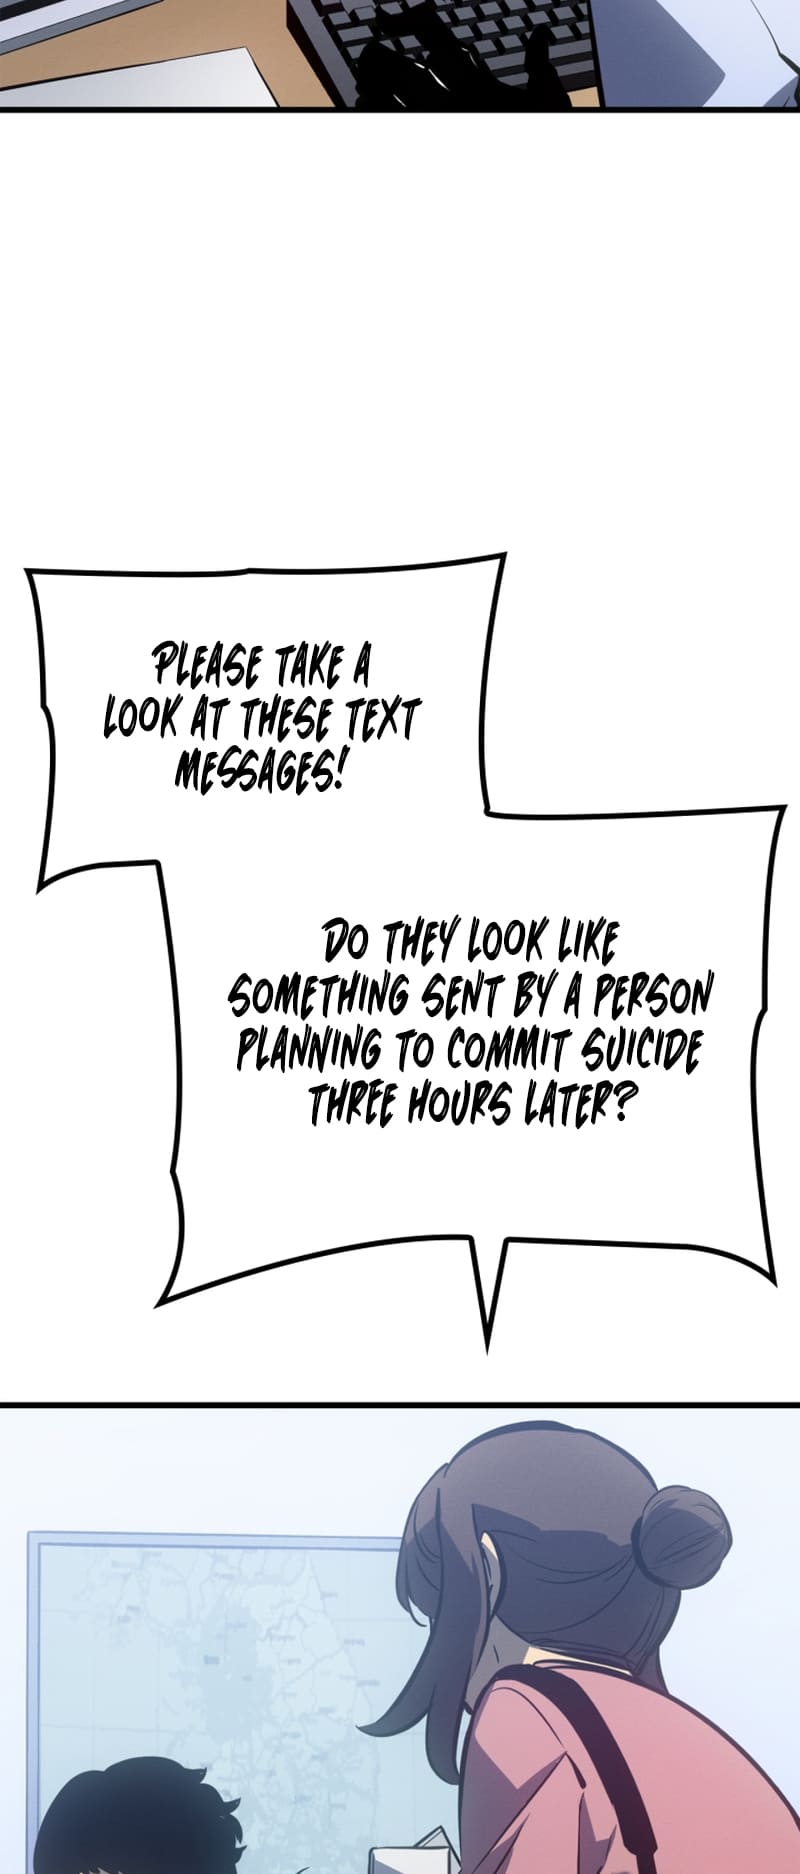 PLEASE TAKE A
LOOK AT THESE TEXT
MESSAGES!
DO THEY LOOK LIKE
SOMETHING SENT BY A PERSON
PLANNING TO COMMIT SUICIDE
THREE HOURS LATER?